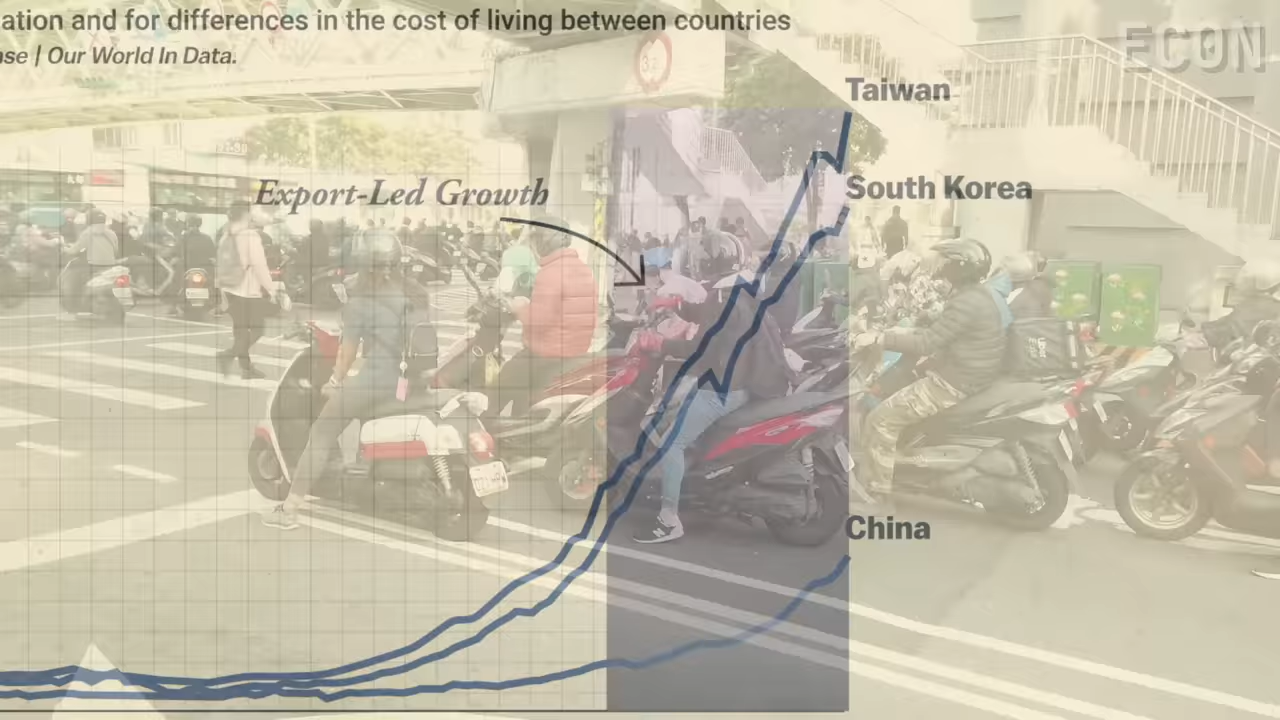 ation and for differences in the cost of living between countries
ase | Our World In Data.
ECON
Taiwan
South Korea
Export-Led Growth
China